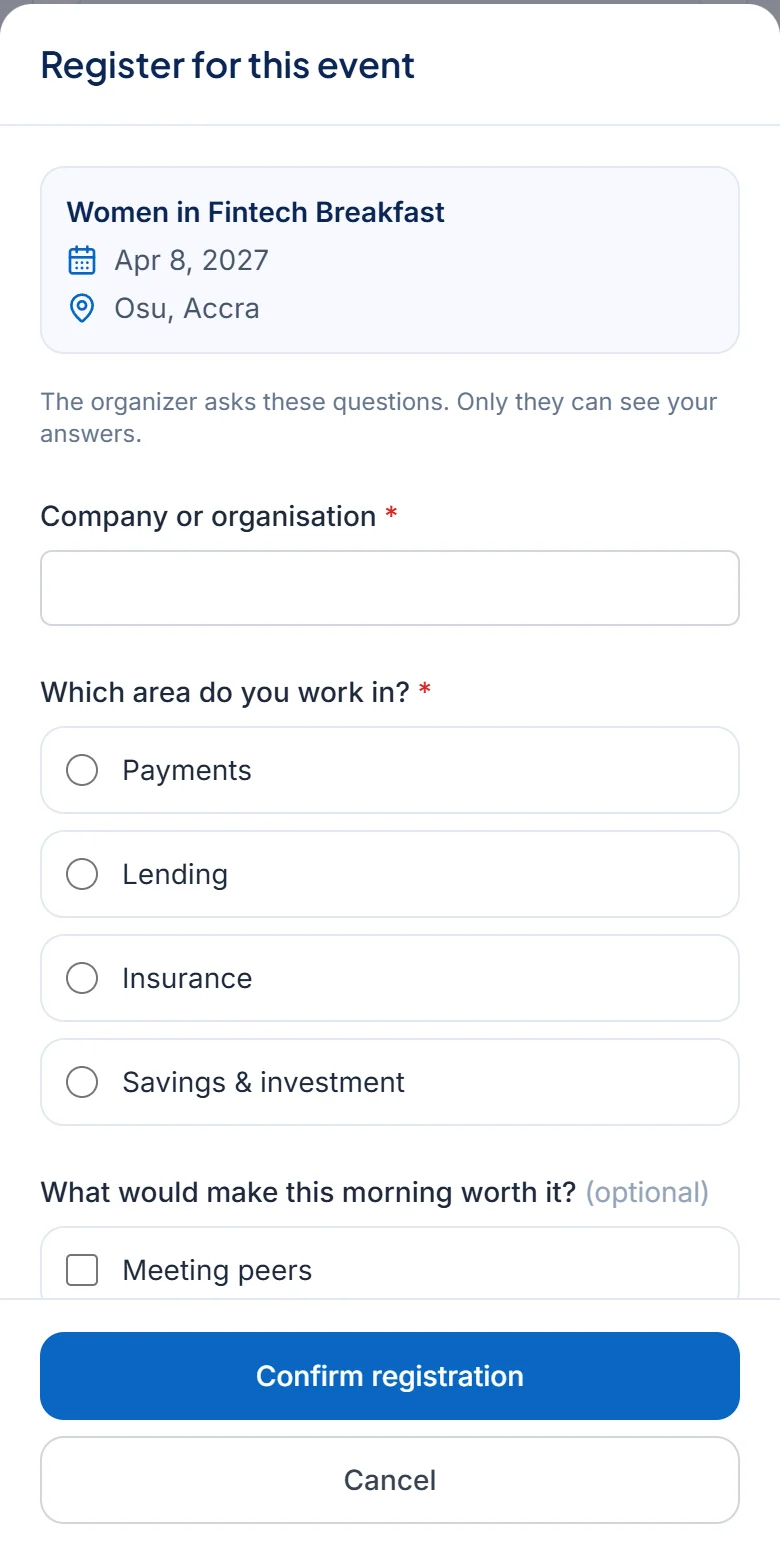 Register for this event
Women in Fintech Breakfast
Apr 8, 2027
Osu, Accra
The organizer asks these questions. Only they can see your
answers.
Company or organisation *
Which area do you work in? *
Payments
Lending
Insurance
Savings & investment
What would make this morning worth it? (optional)
Meeting peers
Confirm registration
Cancel